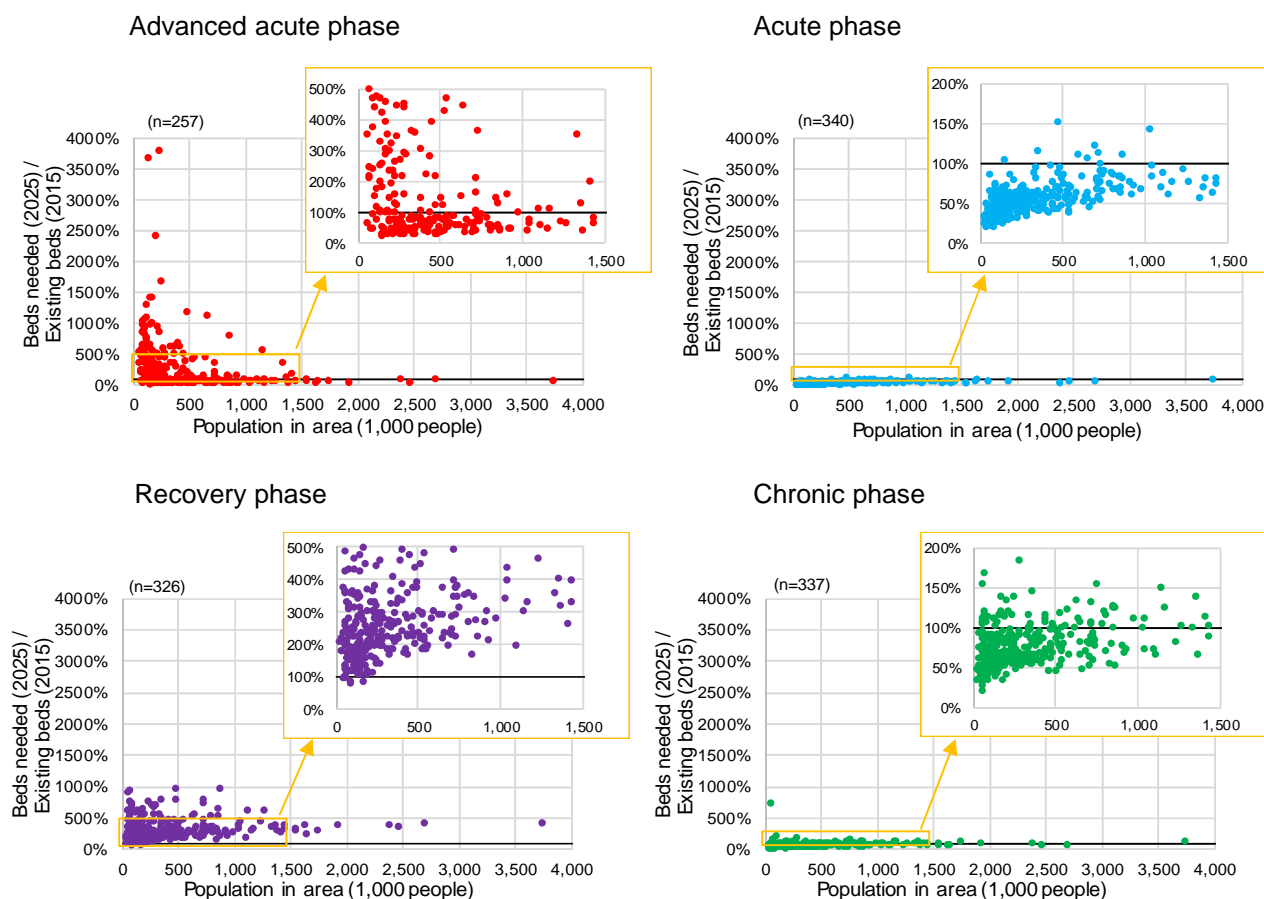 Advanced acute phase
(n=257)
Beds needed (2025) /
Existing beds (2015)
4000%
3500%
3000%
2500%
2000%
1500%
1000%
500%
0%
0 500 1,000 1,500 2,000 2,500 3,000 3,500 4,000
Population in area (1,000 people)
500%
400%
300%
200%
100%
0%
0 500 1,000 1,500
Acute phase
(n=340)
Beds needed (2025) /
Existing beds (2015)
4000%
3500%
3000%
2500%
2000%
1500%
1000%
500%
0%
0 500 1,000 1,500 2,000 2,500 3,000 3,500 4,000
Population in area (1,000 people)
200%
150%
100%
50%
0%
0 500 1,000 1,500
Recovery phase
(n=326)
Beds needed (2025) /
Existing beds (2015)
4000%
3500%
3000%
2500%
2000%
1500%
1000%
500%
0%
0 500 1,000 1,500 2,000 2,500 3,000 3,500 4,000
Population in area (1,000 people)
500%
400%
300%
200%
100%
0%
0 500 1,000 1,500
Chronic phase
(n=337)
Beds needed (2025) /
Existing beds (2015)
4000%
3500%
3000%
2500%
2000%
1500%
1000%
500%
0%
0 500 1,000 1,500 2,000 2,500 3,000 3,500 4,000
Population in area (1,000 people)
200%
150%
100%
50%
0%
0 500 1,000 1,500